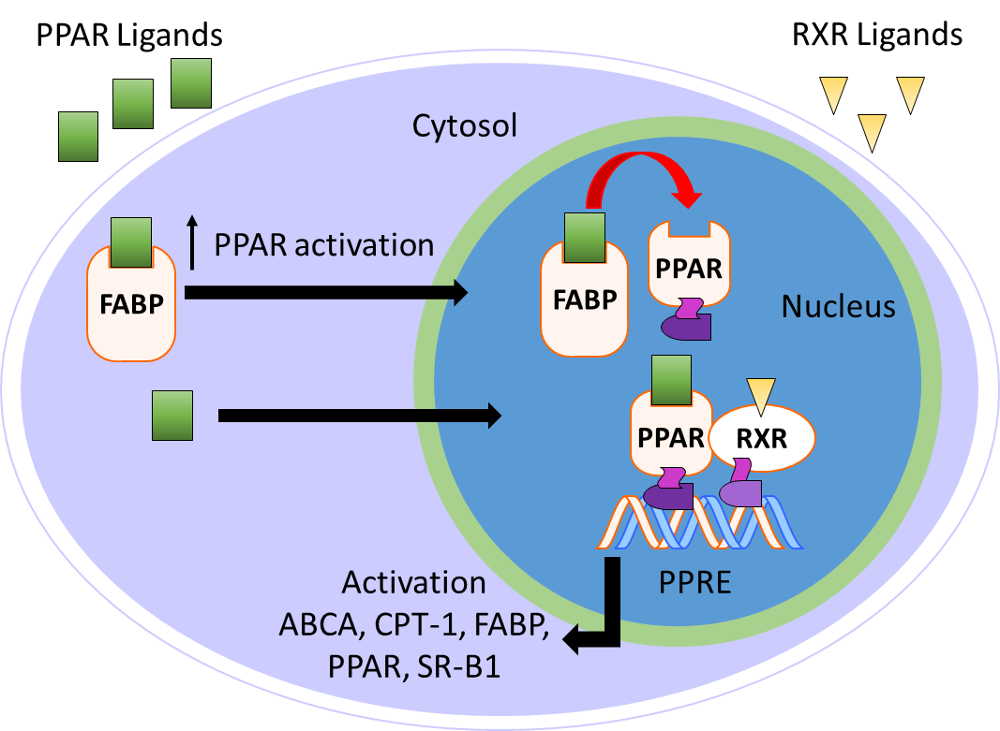 PPAR Ligands
RXR Ligands
Cytosol
PPAR activation
FABP
FABP
PPAR
Nucleus
PPAR
RXR
PPRE
Activation
ABCA, CPT-1, FABP,
PPAR, SR-B1